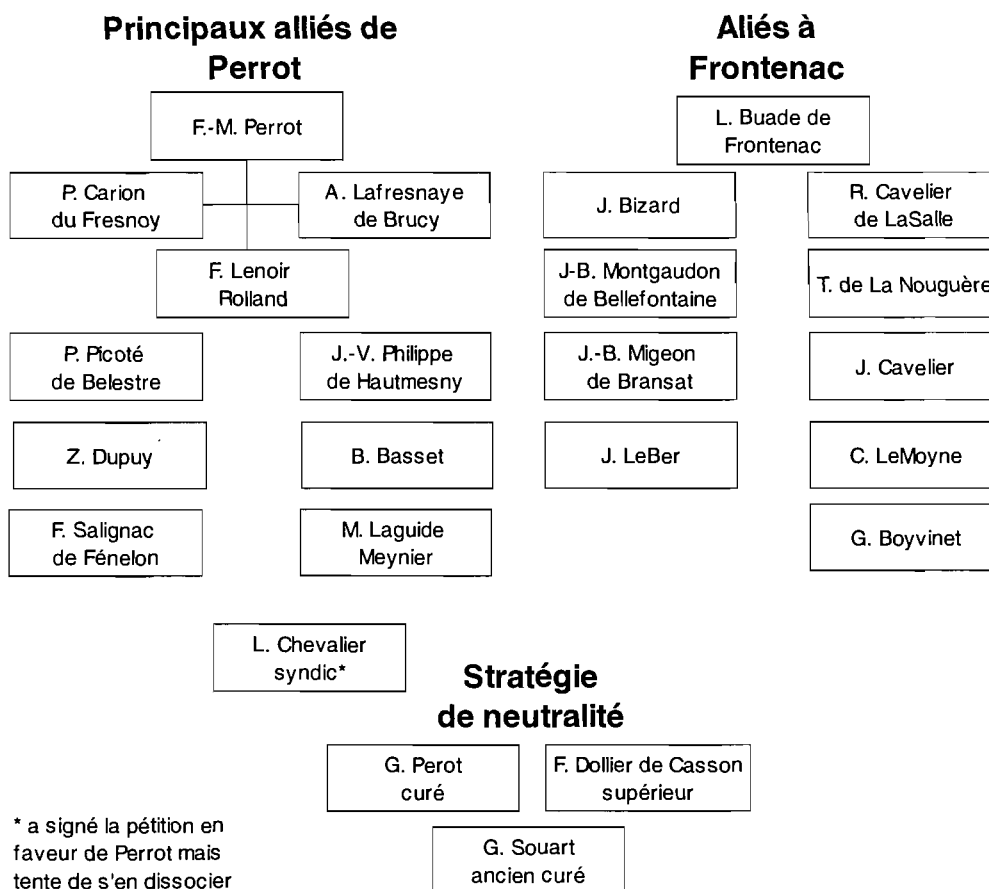 Principaux alliés de
Perrot
F.-M. Perrot
P. Carion
du Fresnoy
A. Lafresnaye
de Brucy
F. Lenoir
Rolland
P. Picoté
de Belestre
J.-V. Philippe
de Hautmesny
Z. Dupuy
B. Basset
F. Salignac
de Fénelon
M. Laguide
Meynier
L. Chevalier
syndic*
Aliés à
Frontenac
L. Buade de
Frontenac
J. Bizard
R. Cavelier
de LaSalle
J-B. Montgaudon
de Bellefontaine
T. de La Nouguère
J.-B. Migeon
de Bransat
J. Cavelier
J. LeBer
C. LeMoyne
G. Boyvinet
Stratégie
de neutralité
G. Perot
curé
F. Dollier de Casson
supérieur
G. Souart
ancien curé
* a signé la pétition en
faveur de Perrot mais
tente de s'en dissocier